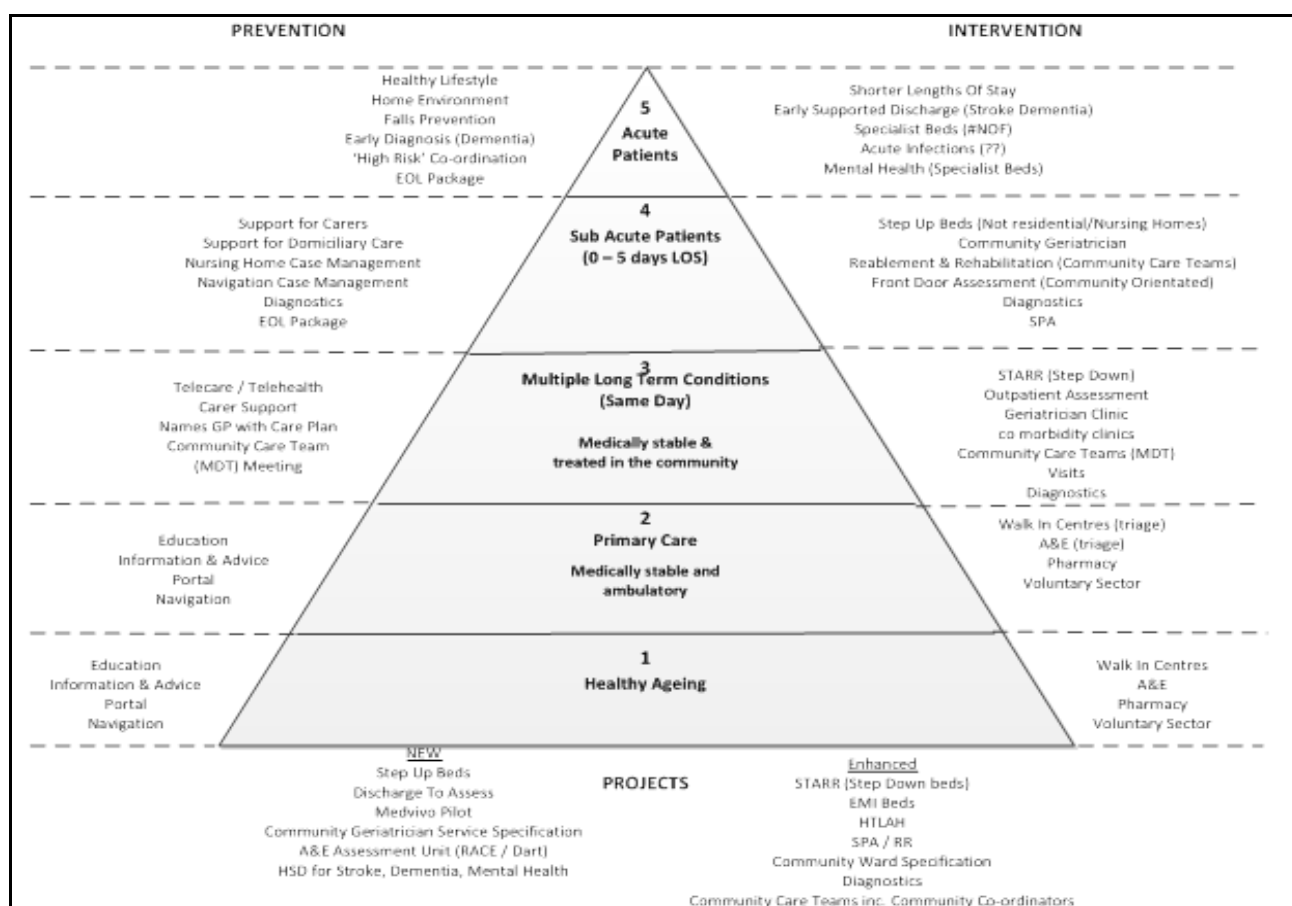 PREVENTION
INTERVENTION
Healthy Lifestyle
Home Environment
Falls Prevention
Early Diagnosis (Dementia)
'High Risk' Co-ordination
EOL Package
5
Acute
Patients
Shorter Lengths Of Stay
Early Supported Discharge (Stroke Dementia)
Specialist Beds (#NOF)
Acute Infections (??)
Mental Health (Specialist Beds)
Support for Carers
Support for Domiciliary Care
Nursing Home Case Management
Navigation Case Management
Diagnostics
EOL Package
4
Sub Acute Patients
(0 – 5 days LOS)
Step Up Beds (Not residential/Nursing Homes)
Community Geriatrician
Reablement & Rehabilitation (Community Care Teams)
Front Door Assessment (Community Orientated)
Diagnostics
SPA
Telecare / Telehealth
Carer Support
Names GP with Care Plan
Community Care Team
(MDT) Meeting
3
Multiple Long Term Conditions
(Same Day)
Medically stable &
treated in the community
STARR (Step Down)
Outpatient Assessment
Geriatrician Clinic
co morbidity clinics
Community Care Teams (MDT)
Visits
Diagnostics
Education
Information & Advice
Portal
Navigation
2
Primary Care
Medically stable and
ambulatory
Walk In Centres (triage)
A&E (triage)
Pharmacy
Voluntary Sector
Education
Information & Advice
Portal
Navigation
1
Healthy Ageing
Walk In Centres
A&E
Pharmacy
Voluntary Sector
NEW
Step Up Beds
Discharge To Assess
Medvivo Pilot
Community Geriatrician Service Specification
A&E Assessment Unit (RACE / Dart)
HSD for Stroke, Dementia, Mental Health
PROJECTS
Enhanced
STARR (Step Down beds)
EMI Beds
HTLAH
SPA / RR
Community Ward Specification
Diagnostics
Community Care Teams inc. Community Co-ordinators